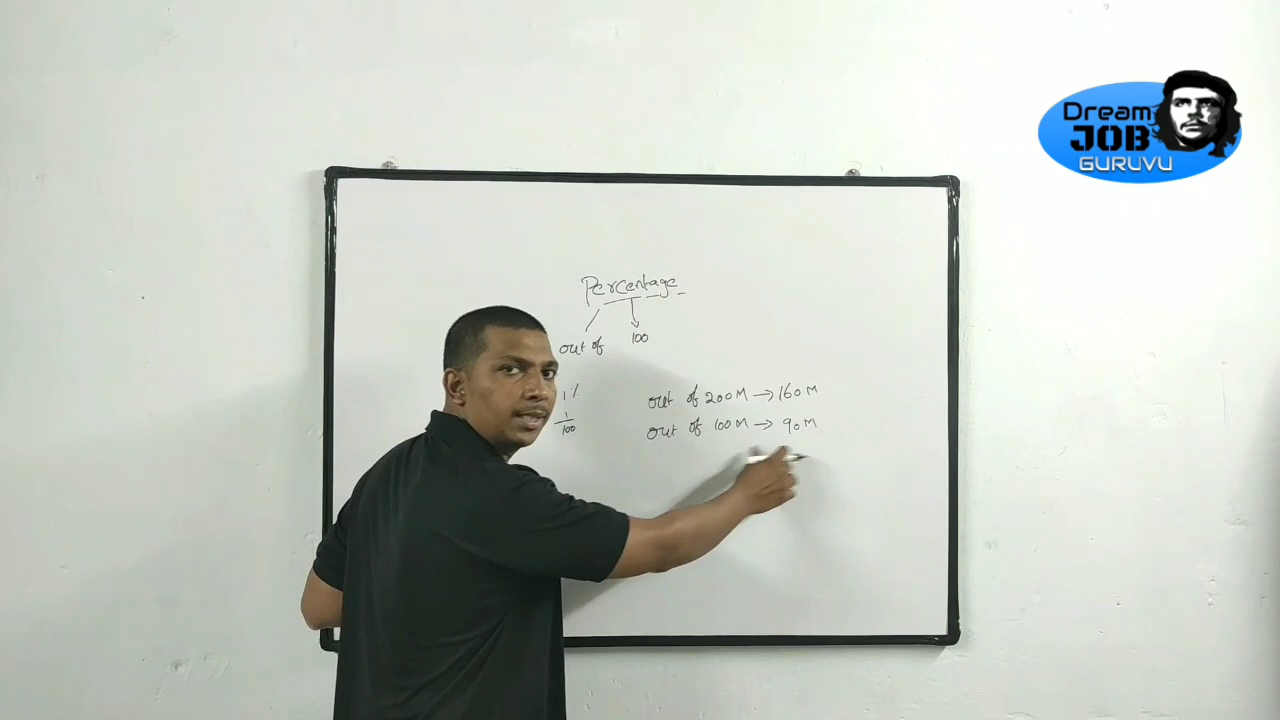 Dream
JOB
GURUVU
Percentage
out of 100
1%
1/100
out of 200M → 160M
out of 100M → 90M